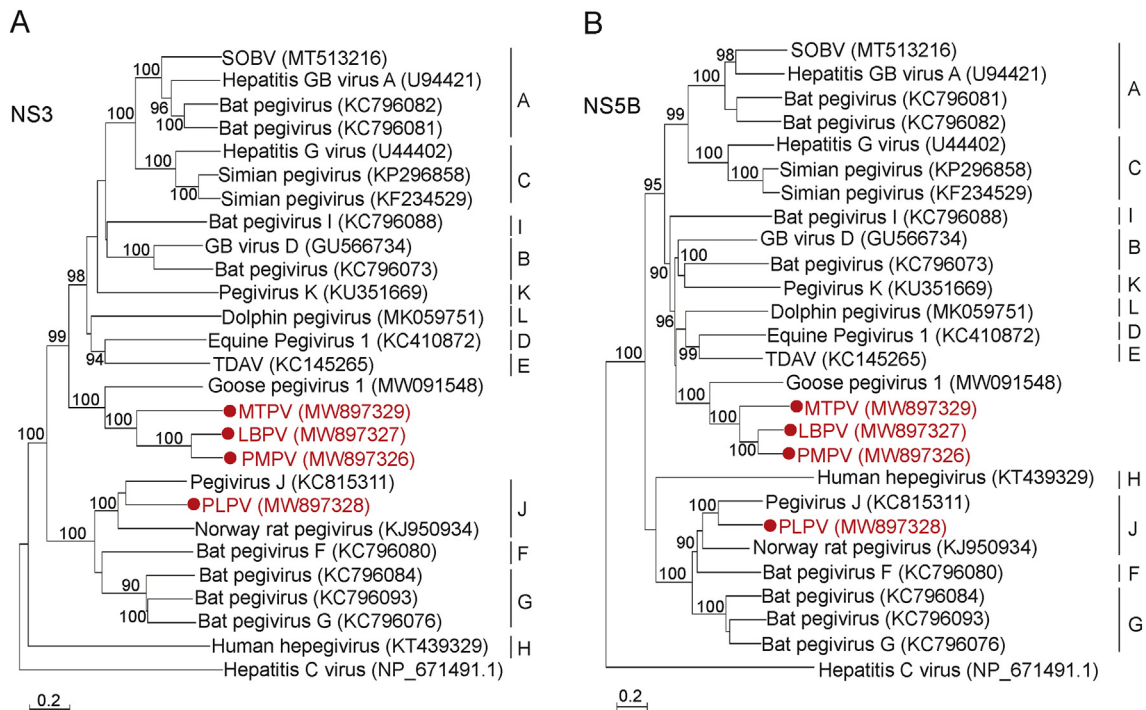 A
NS3
100
SOBV (MT513216)
Hepatitis GB virus A (U94421)
96
Bat pegivirus (KC796082)
100
Bat pegivirus (KC796081)
A
100
Hepatitis G virus (U44402)
100
Simian pegivirus (KP296858)
100
Simian pegivirus (KF234529)
C
Bat pegivirus I (KC796088)
I
GB virus D (GU566734)
100
Bat pegivirus (KC796073)
B
98
Pegivirus K (KU351669)
K
Dolphin pegivirus (MK059751)
L
Equine Pegivirus 1 (KC410872)
D
94
TDAV (KC145265)
E
99
Goose pegivirus 1 (MW091548)
100
MTPV (MW897329)
100
LBPV (MW897327)
100
PMPV (MW897326)
100
Pegivirus J (KC815311)
100
PLPV (MW897328)
Norway rat pegivirus (KJ950934)
J
100
Bat pegivirus F (KC796080)
F
90
Bat pegivirus (KC796084)
Bat pegivirus (KC796093)
100
Bat pegivirus G (KC796076)
G
Human hepegivirus (KT439329)
H
Hepatitis C virus (NP_671491.1)
0.2
B
NS5B
98
SOBV (MT513216)
100
Hepatitis GB virus A (U94421)
Bat pegivirus (KC796081)
Bat pegivirus (KC796082)
A
99
Hepatitis G virus (U44402)
100
Simian pegivirus (KP296858)
100
Simian pegivirus (KF234529)
C
95
Bat pegivirus I (KC796088)
I
GB virus D (GU566734)
100
Bat pegivirus (KC796073)
B
90
Pegivirus K (KU351669)
K
Dolphin pegivirus (MK059751)
L
96
Equine Pegivirus 1 (KC410872)
D
99
TDAV (KC145265)
E
100
Goose pegivirus 1 (MW091548)
100
MTPV (MW897329)
LBPV (MW897327)
100
PMPV (MW897326)
Human hepegivirus (KT439329)
H
Pegivirus J (KC815311)
100
PLPV (MW897328)
90
Norway rat pegivirus (KJ950934)
J
100
Bat pegivirus F (KC796080)
F
Bat pegivirus (KC796084)
100
Bat pegivirus (KC796093)
Bat pegivirus G (KC796076)
G
Hepatitis C virus (NP_671491.1)
0.2